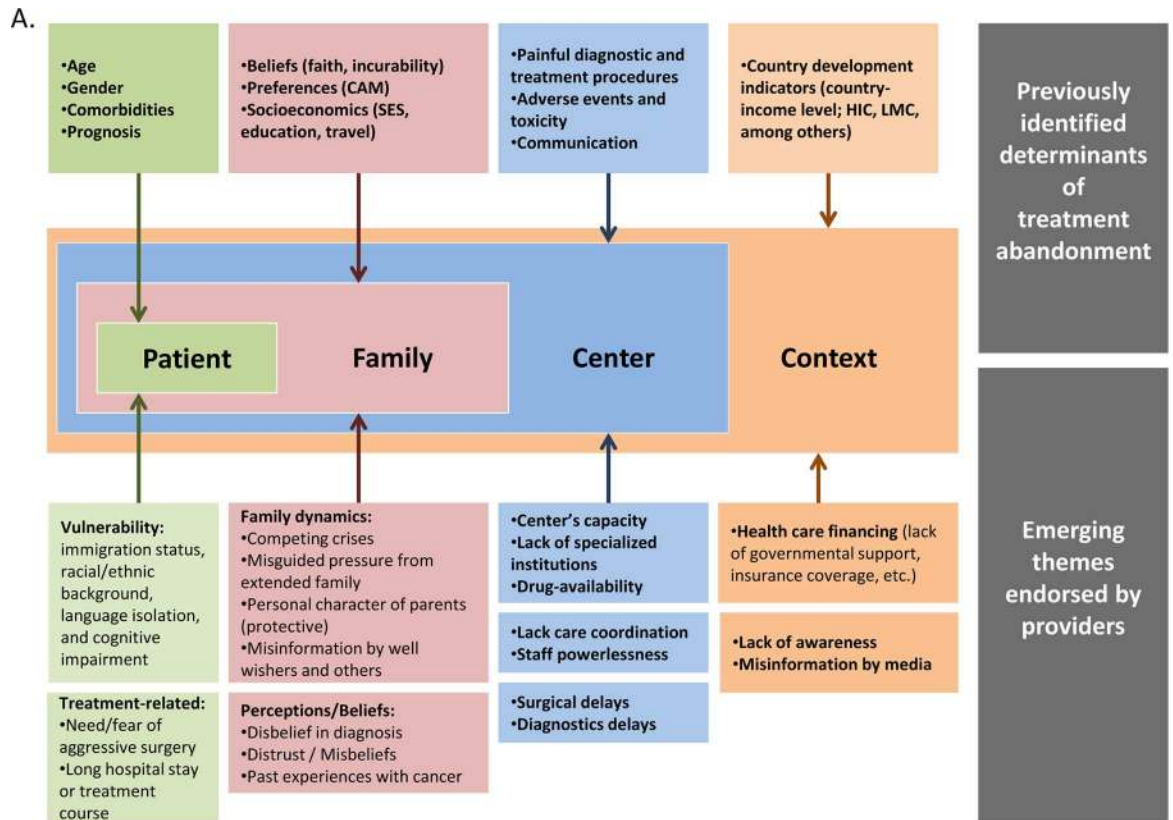 A.
•Age
•Gender
•Comorbidities
•Prognosis
•Beliefs (faith, incurability)
•Preferences (CAM)
•Socioeconomics (SES,
education, travel)
•Painful diagnostic and
treatment procedures
•Adverse events and
toxicity
•Communication
•Country development
indicators (country-
income level; HIC, LMC,
among others)
Previously
identified
determinants
of
treatment
abandonment
Patient
Family
Center
Context
Vulnerability:
immigration status,
racial/ethnic
background,
language isolation,
and cognitive
impairment
Treatment-related:
•Need/fear of
aggressive surgery
•Long hospital stay
or treatment
course
Family dynamics:
•Competing crises
•Misguided pressure from
extended family
•Personal character of parents
(protective)
•Misinformation by well
wishers and others
Perceptions/Beliefs:
•Disbelief in diagnosis
•Distrust / Misbeliefs
•Past experiences with cancer
•Center's capacity
•Lack of specialized
institutions
•Drug-availability
•Lack care coordination
•Staff powerlessness
•Surgical delays
•Diagnostics delays
•Health care financing (lack
of governmental support,
insurance coverage, etc.)
•Lack of awareness
•Misinformation by media
Emerging
themes
endorsed by
providers